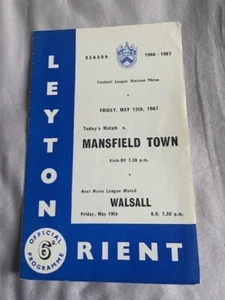 SEASON 1966 - 1967
Football League Division Three
FRIDAY, MAY 12th, 1967
Today's Match v.
MANSFIELD TOWN
Kick-Off 7.30 p.m.
Next Home League Match
WALSALL
Friday, May 19th K.O. 7.30 p.m.
LEYTON
OFFICIAL
6d
PROGRAMME
RIENT